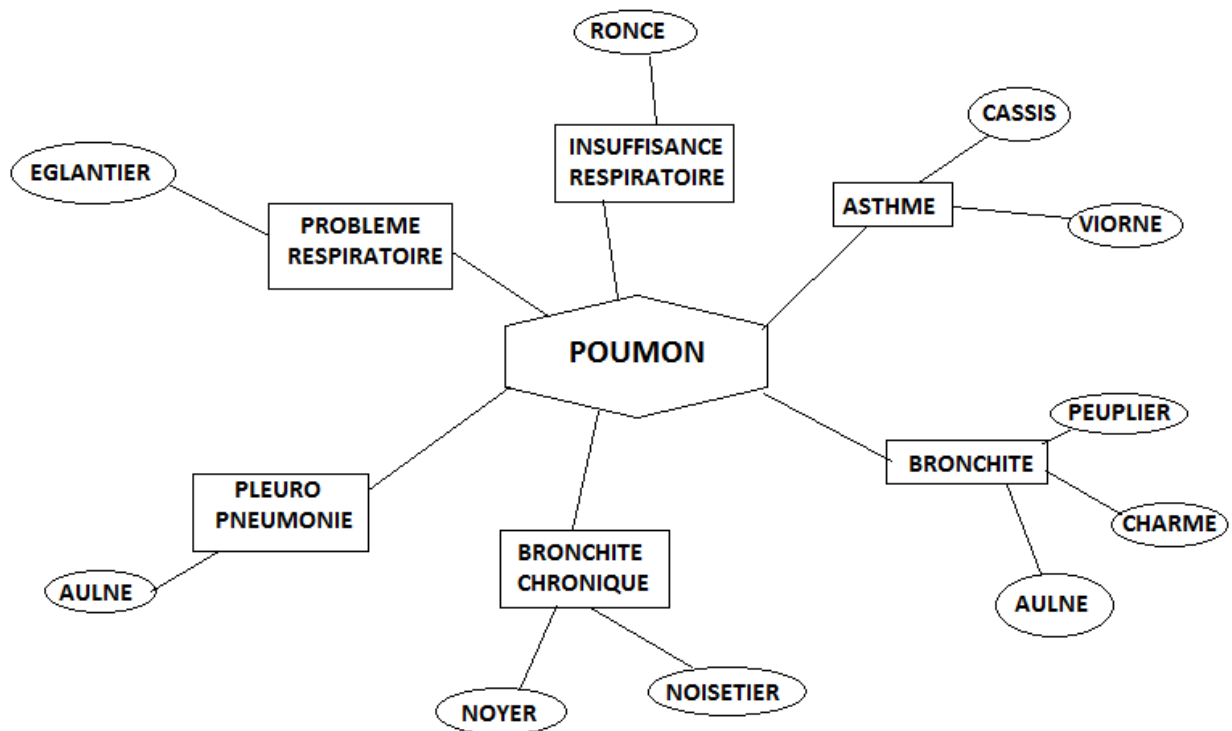 RONCE
CASSIS
INSUFFISANCE
RESPIRATOIRE
EGLANTIER
ASTHME
VIORNE
PROBLEME
RESPIRATOIRE
POUMON
PEUPLIER
BRONCHITE
PLEURO
PNEUMONIE
CHARME
BRONCHITE
CHRONIQUE
AULNE
AULNE
NOISETIER
NOYER